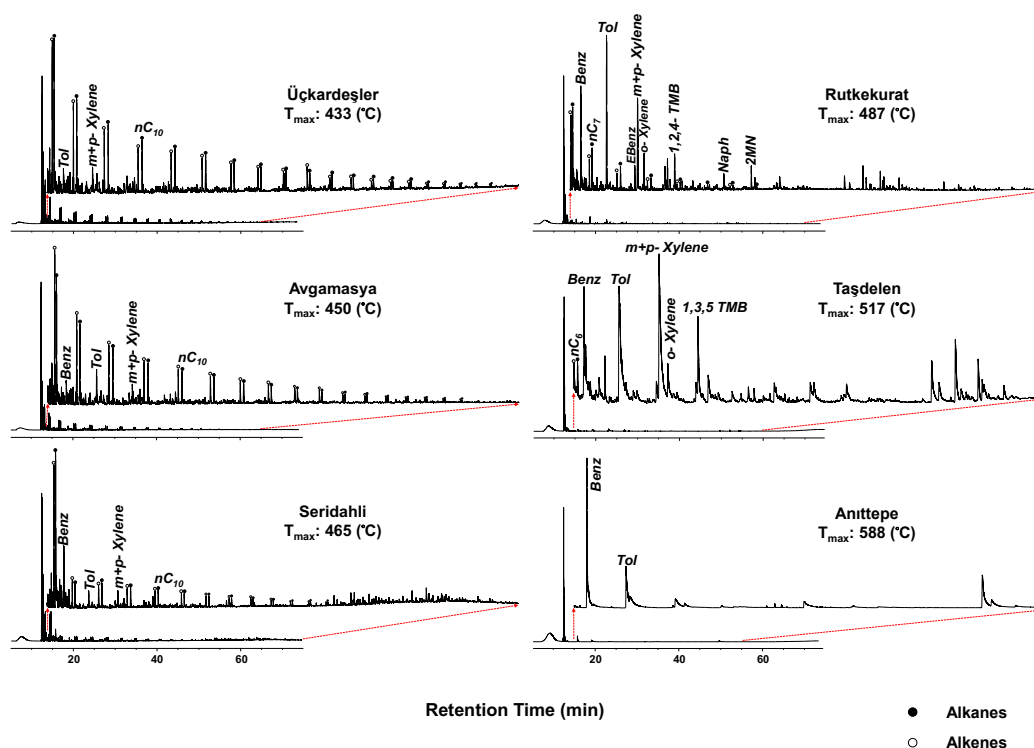 Üçkardeşler
Tmax: 433 (°C)
Tol
m+p- Xylene
nC10
Avgamasya
Tmax: 450 (°C)
Benz
Tol
m+p- Xylene
nC10
Seridahli
Tmax: 465 (°C)
Benz
Tol
m+p- Xylene
nC10
20
40
60
Rutkekurat
Tmax: 487 (°C)
Benz
nC7
Tol
EBenz
m+p- Xylene
o- Xylene
1,2,4- TMB
Naph
2MN
Taşdelen
Tmax: 517 (°C)
nC6
Benz
Tol
m+p- Xylene
o- Xylene
1,3,5 TMB
Anıttepe
Tmax: 588 (°C)
Benz
Tol
20
40
60
Retention Time (min)
Alkanes
Alkenes